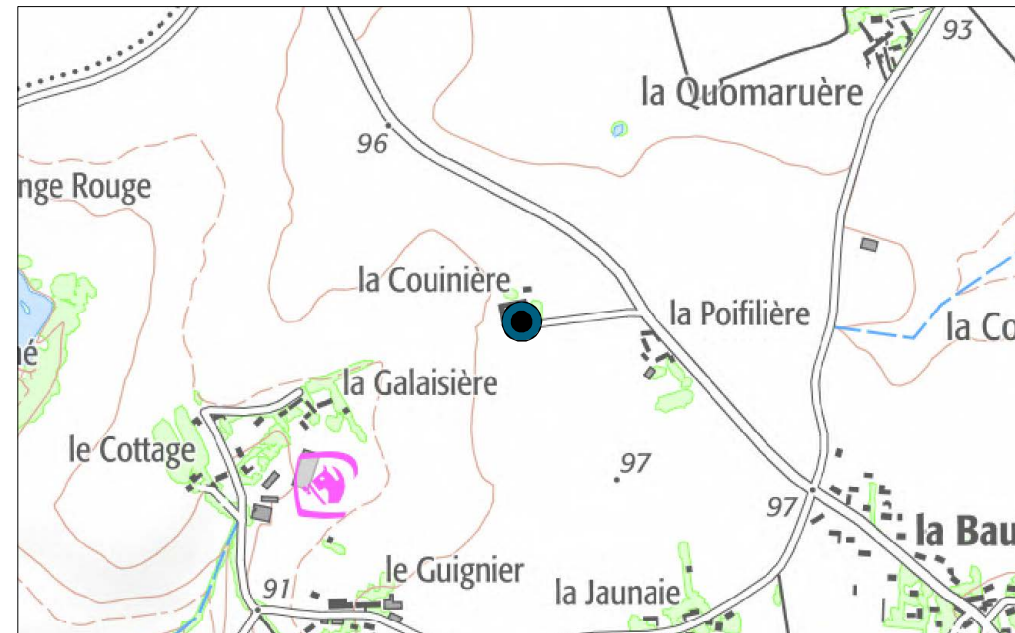 93
la Quomaruère
96
nge Rouge
la Couinière
la Poifilière
la Co
é
la Galaisière
le Cottage
97
97
la Bau
le Guignier
la Jaunaie
91